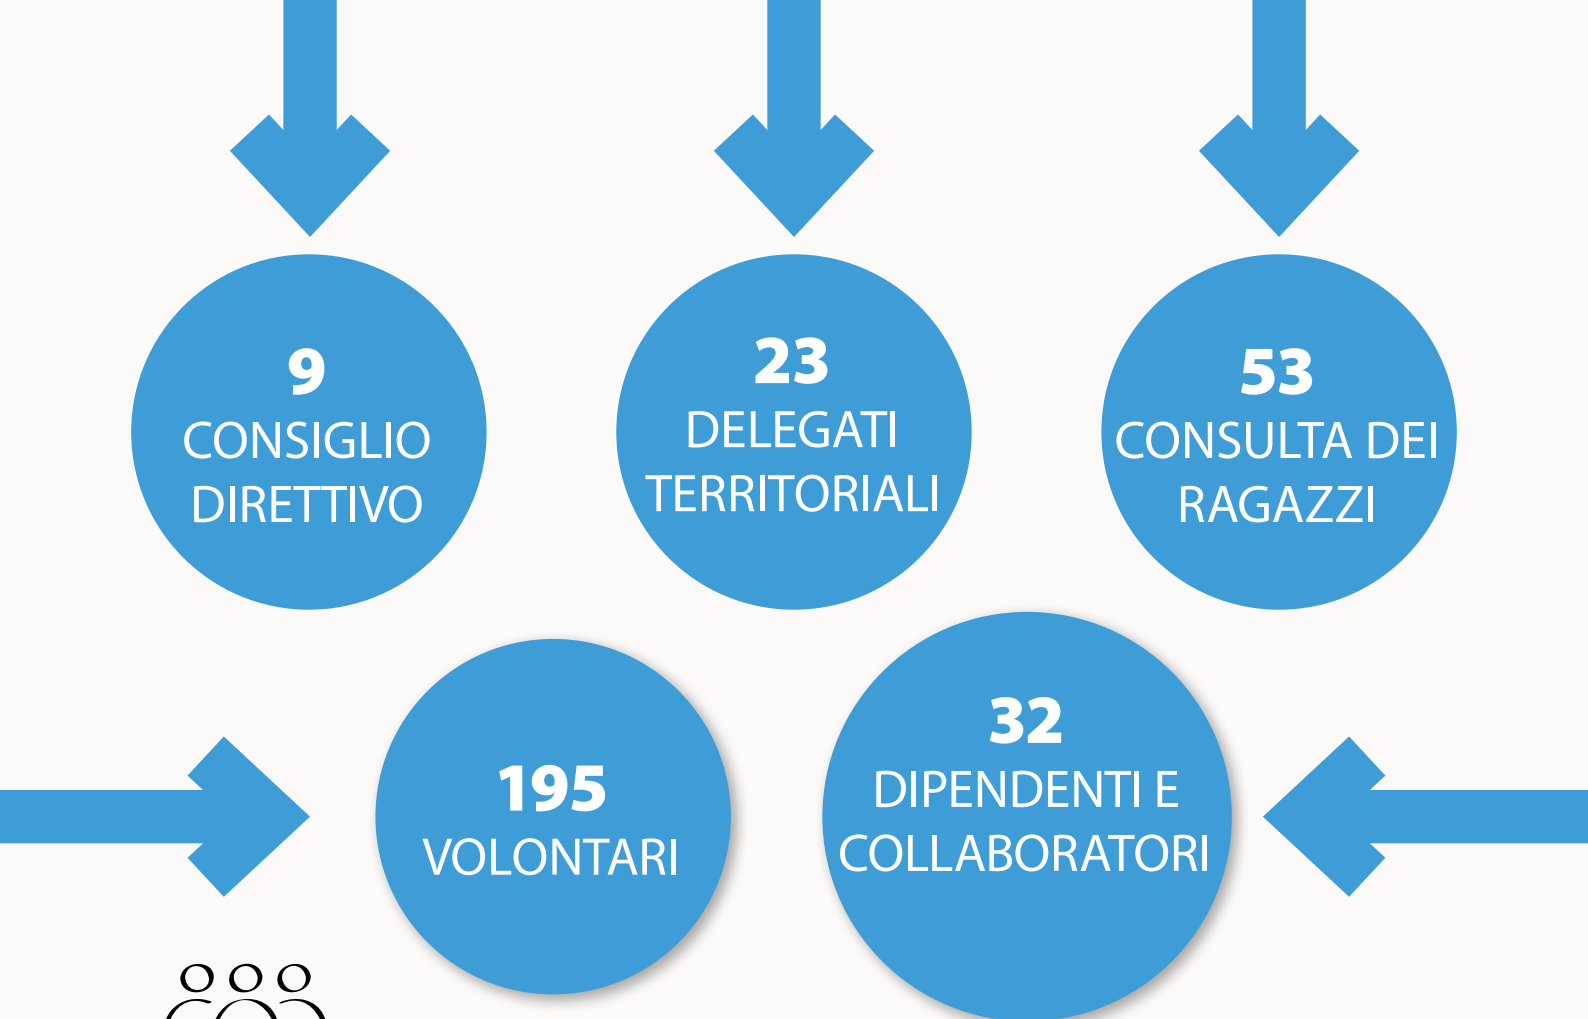 9
CONSIGLIO
DIRETTIVO
23
DELEGATI
TERRITORIALI
53
CONSULTA DEI
RAGAZZI
195
VOLONTARI
32
DIPENDENTI E
COLLABORATORI